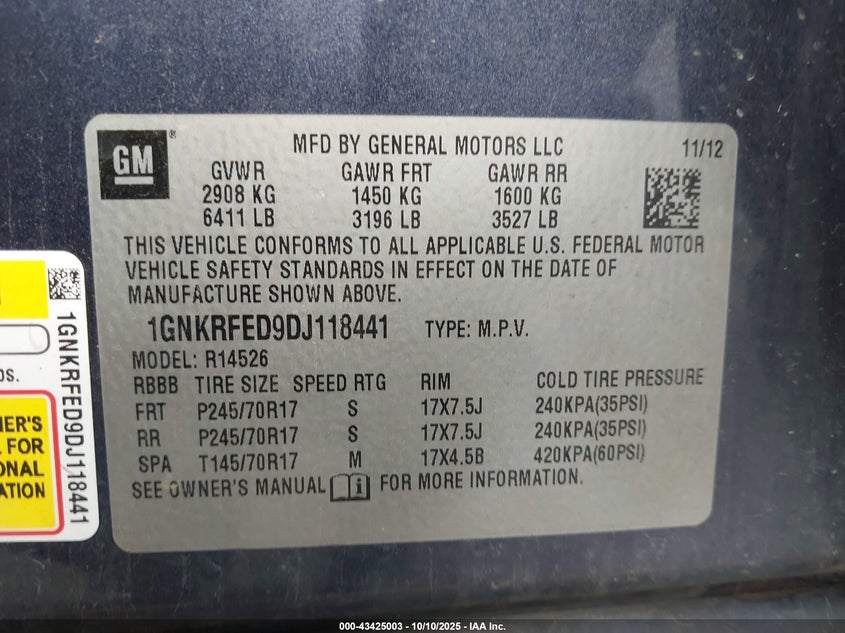 GM®
MFD BY GENERAL MOTORS LLC
11/12
GVWR GAWR FRT GAWR RR
2908 KG 1450 KG 1600 KG
6411 LB 3196 LB 3527 LB
THIS VEHICLE CONFORMS TO ALL APPLICABLE U.S. FEDERAL MOTOR
VEHICLE SAFETY STANDARDS IN EFFECT ON THE DATE OF
MANUFACTURE SHOWN ABOVE.
1GNKRFED9DJ118441 TYPE: M.P.V.
MODEL: R14526
RBBB TIRE SIZE SPEED RTG RIM COLD TIRE PRESSURE
FRT P245/70R17 S 17X7.5J 240KPA(35PSI)
RR P245/70R17 S 17X7.5J 240KPA(35PSI)
SPA T145/70R17 M 17X4.5B 420KPA(60PSI)
SEE OWNER'S MANUAL i FOR MORE INFORMATION.
1GNKRFED9DJ118441
NER'S
L FOR
ONAL
ATION
000-43425003 - 10/10/2025 - IAA Inc.